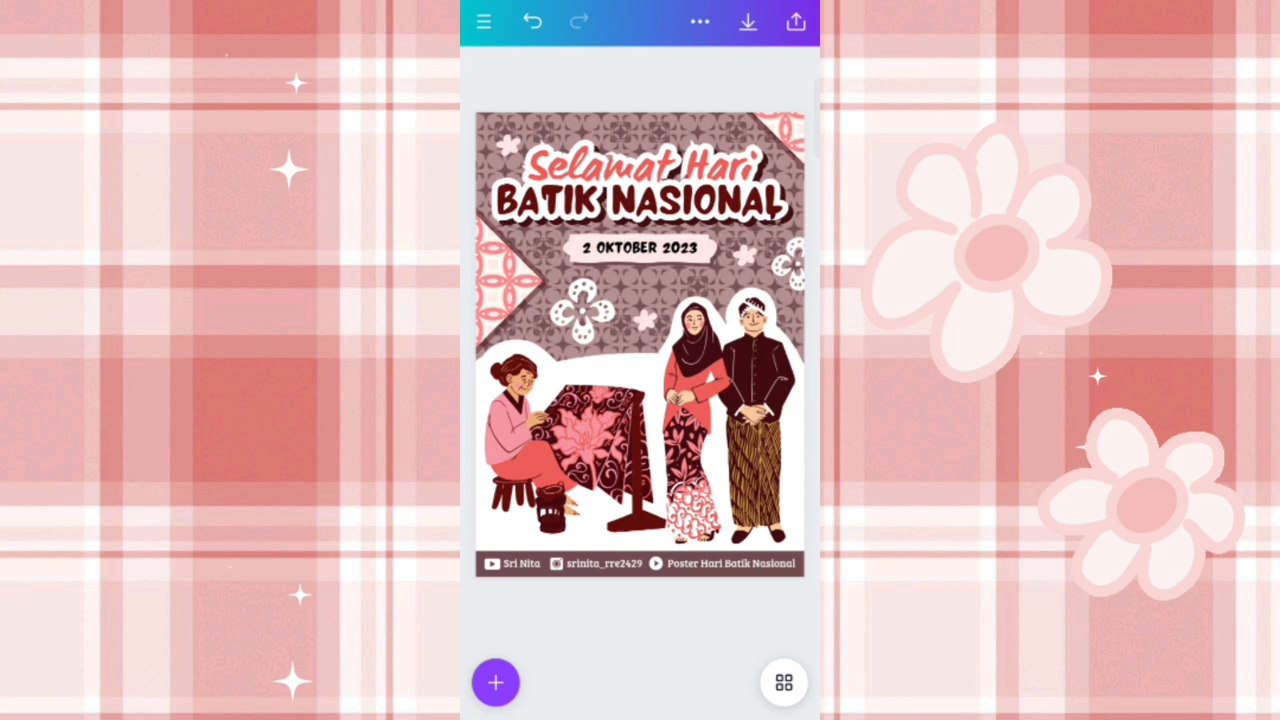 Selamat Hari
BATIK NASIONAL
2 OKTOBER 2023
Sri Nita srinita_rre2429 Poster Hari Batik Nasional